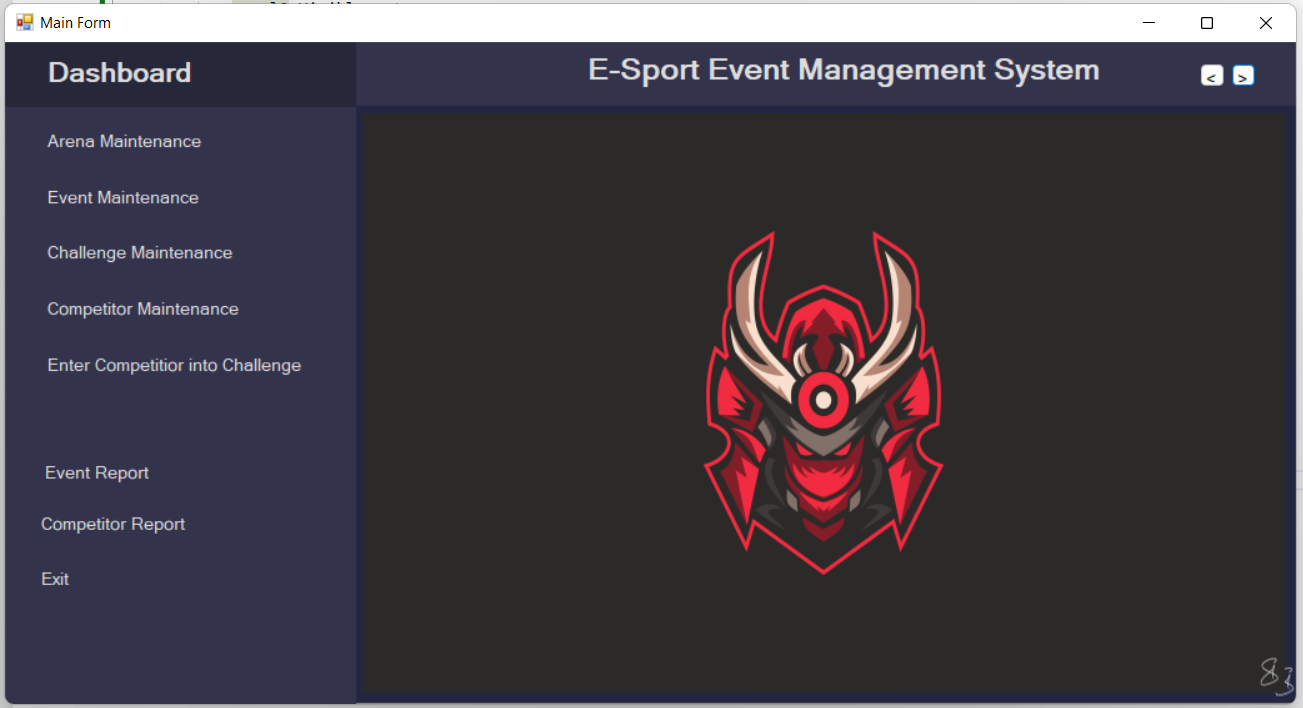 Main Form
Dashboard
E-Sport Event Management System
< >
Arena Maintenance
Event Maintenance
Challenge Maintenance
Competitor Maintenance
Enter Competitior into Challenge
Event Report
Competitor Report
Exit
83